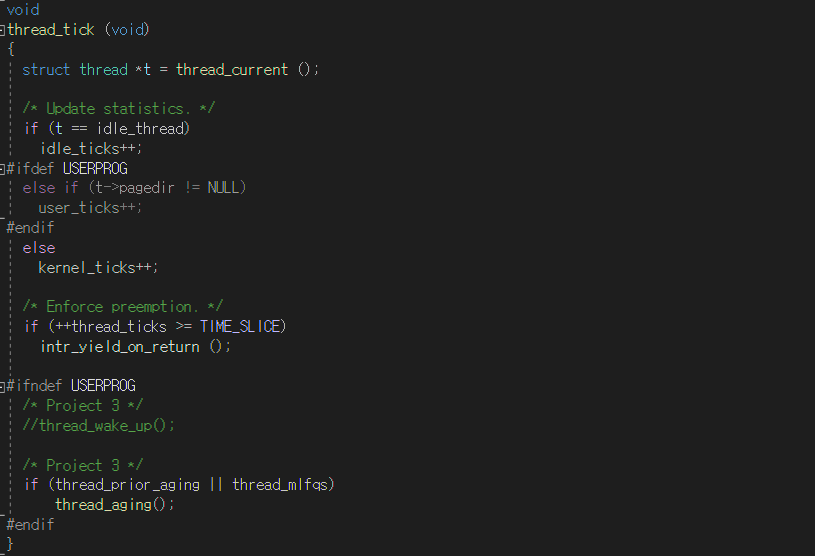 void
thread_tick (void)
{
struct thread *t = thread_current ();
/* Update statistics. */
if (t == idle_thread)
idle_ticks++;
#ifdef USERPROG
else if (t->pagedir != NULL)
user_ticks++;
#endif
else
kernel_ticks++;
/* Enforce preemption. */
if (++thread_ticks >= TIME_SLICE)
intr_yield_on_return ();
#ifndef USERPROG
/* Project 3 */
//thread_wake_up();
/* Project 3 */
if (thread_prior_aging || thread_mlfqs)
thread_aging();
#endif
}